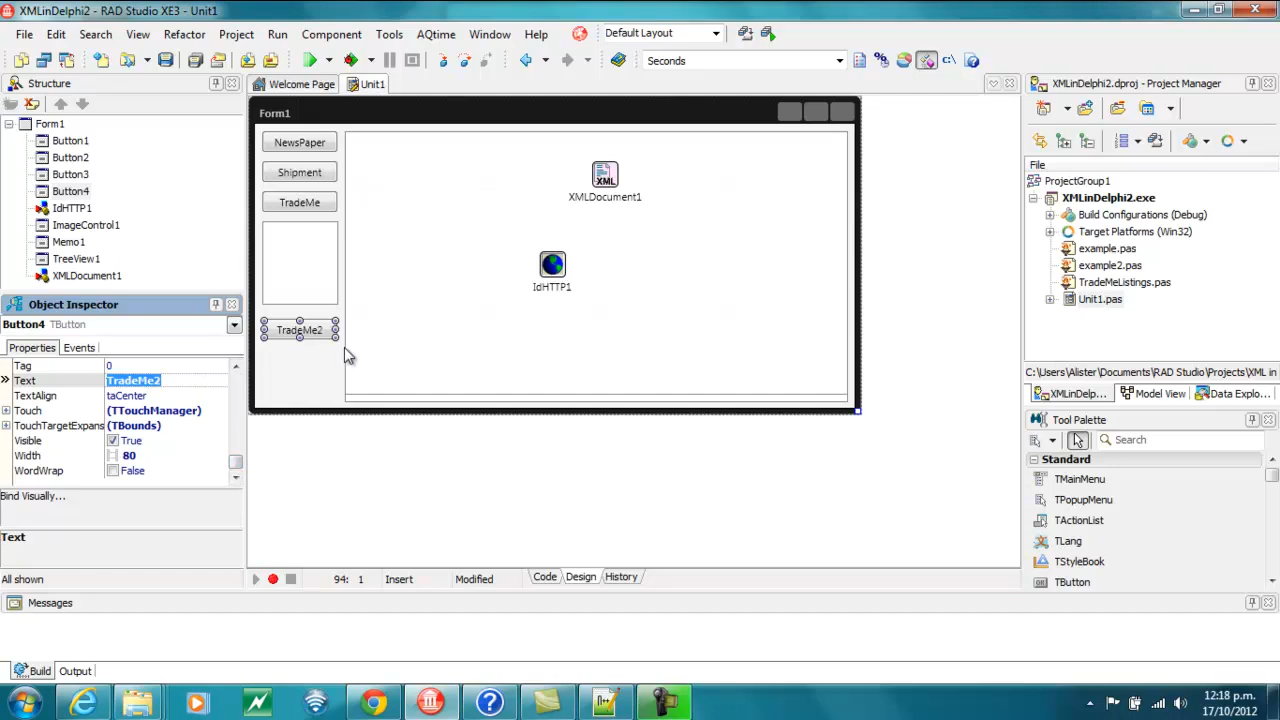 XMLinDelphi2 - RAD Studio XE3 - Unit1
File Edit Search View Refactor Project Run Component Tools AQtime Window Help
Default Layout
Seconds
C:\
Structure
Form1
Button1
Button2
Button3
Button4
IdHTTP1
ImageControl1
Memo1
TreeView1
XMLDocument1
Object Inspector
Button4 TButton
Properties Events
Tag 0
Text TradeMe2
TextAlign taCenter
Touch (TTouchManager)
TouchTargetExpans (TBounds)
Visible True
Width 80
WordWrap False
Bind Visually...
Text
All shown
Welcome Page Unit1
Form1
NewsPaper
Shipment
TradeMe
TradeMe2
XML
XMLDocument1
IdHTTP1
94: 1 Insert Modified Code Design History
XMLinDelphi2.dproj - Project Manager
File
ProjectGroup1
XMLinDelphi2.exe
Build Configurations (Debug)
Target Platforms (Win32)
example.pas
example2.pas
TradeMeListings.pas
Unit1.pas
C:\Users\Alister\Documents\RAD Studio\Projects\XML in
XMLinDelp... Model View Data Explo...
Tool Palette
Search
Standard
TMainMenu
TPopupMenu
TActionList
TLang
TStyleBook
TButton
Messages
Build Output
12:18 p.m.
17/10/2012